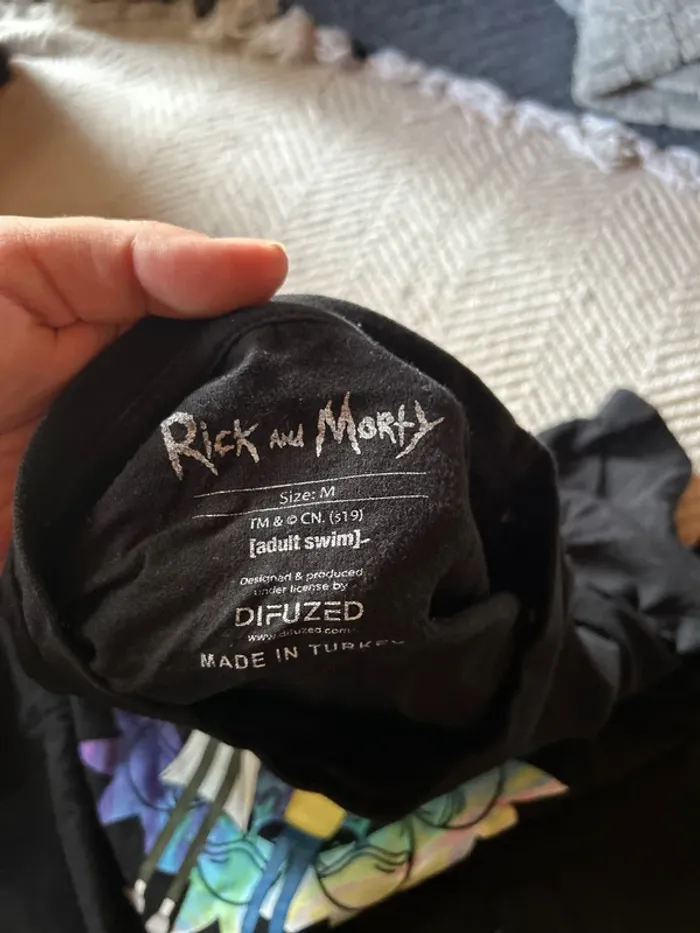 Rick and Morty
Size: M
TM & © CN. (s19)
[adult swim]~
Designed & produced
under license by
DIFUZED
www.difuzed.com
MADE IN TURKEY